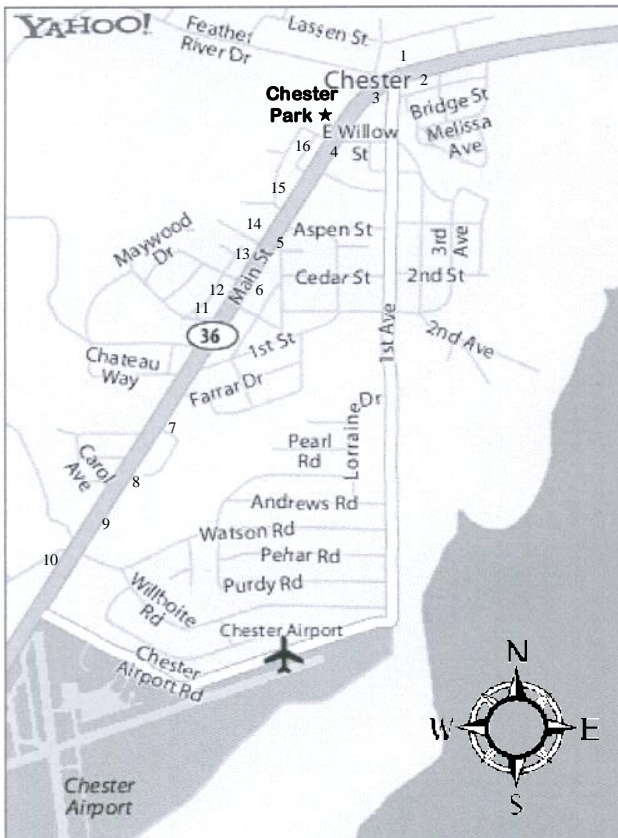 YAHOO!
Feather
River Dr
Lassen St
1
Chester
2
3
Chester
Park ★
Bridge St
Melissa
Ave
E Willow
St
4
16
15
14
Aspen St
3rd
Ave
Maywood
Dr
13
5
Main St
Cedar St
2nd St
12
6
11
36
1st St
1st Ave
2nd Ave
Chateau
Way
Farrar Dr
7
Lorraine
Dr
Pearl
Rd
Carol
Ave
8
Andrews Rd
9
Watson Rd
Pehrar Rd
10
Purdy Rd
Willhoite
Rd
Chester Airport
Chester
Airport Rd
N
W
E
S
Chester
Airport